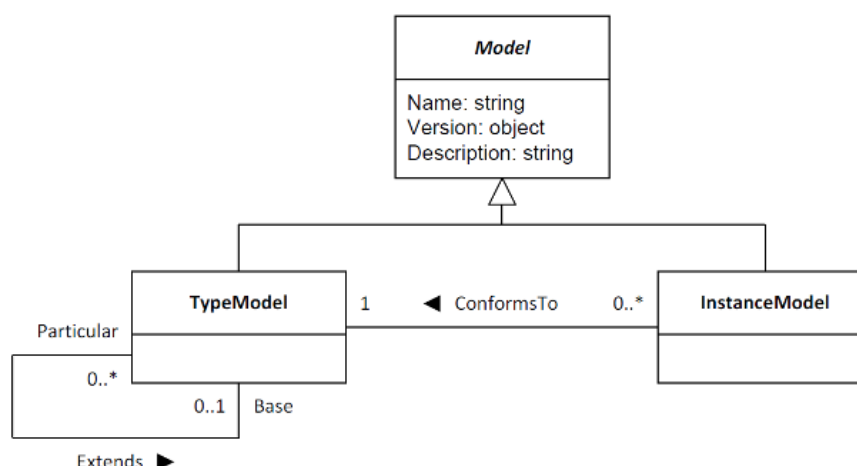 Model
Name: string
Version: object
Description: string
TypeModel
1
◄ ConformsTo
0..*
InstanceModel
Particular
0..*
0..1
Base
Extends ►